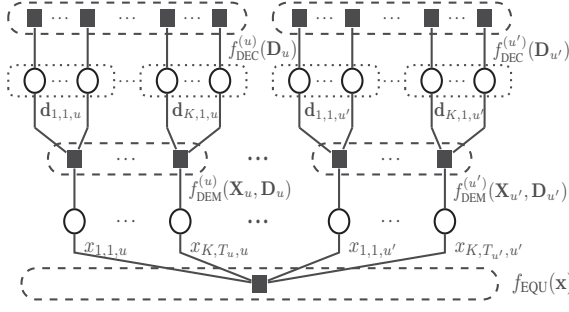 ... ... ... ... ... ...
f_DEC^(u)(D_u) f_DEC^(u')(D_u')
... ... ... ... ... ...
d_1,1,u d_K,1,u d_1,1,u' d_K,1,u'
... ... ...
f_DEM^(u)(X_u, D_u) f_DEM^(u')(X_u', D_u')
... ... ...
x_1,1,u x_K,T_u,u x_1,1,u' x_K,T_u',u'
f_EQU(x)